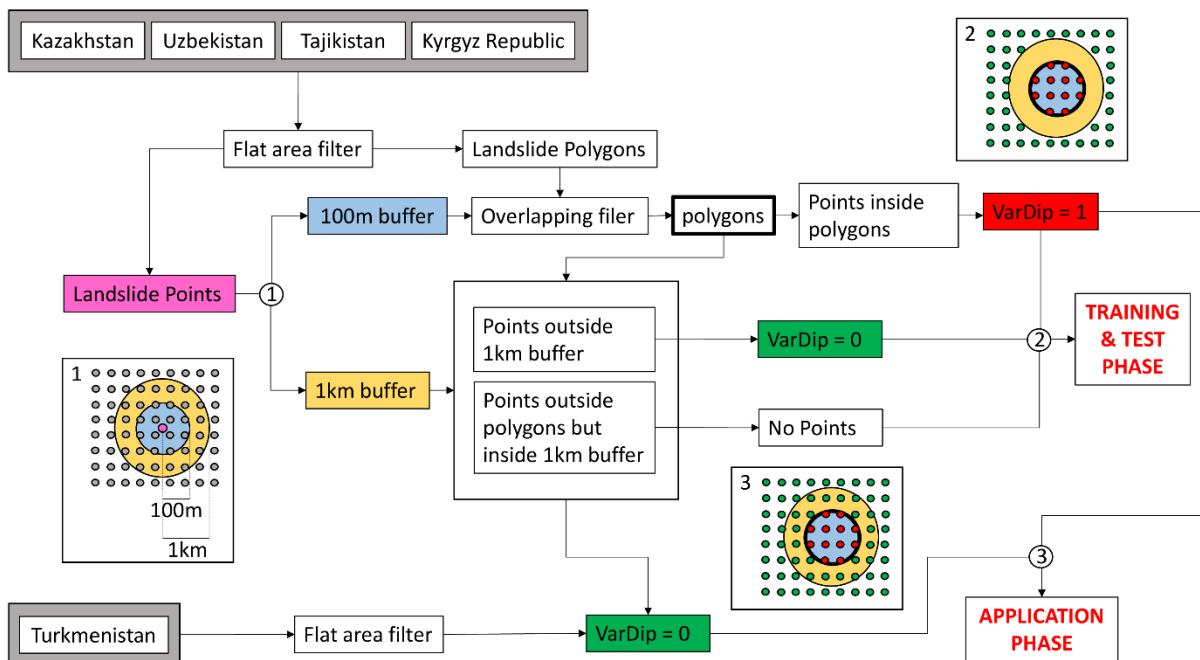 Kazakhstan
Uzbekistan
Tajikistan
Kyrgyz Republic
2
Flat area filter
Landslide Polygons
100m buffer
Overlapping filer
polygons
Points inside
polygons
VarDip = 1
Landslide Points
1
Points outside
1km buffer
VarDip = 0
2
TRAINING
& TEST
PHASE
1km buffer
Points outside
polygons but
inside 1km buffer
No Points
1
100m
1km
3
3
Turkmenistan
Flat area filter
VarDip = 0
APPLICATION
PHASE